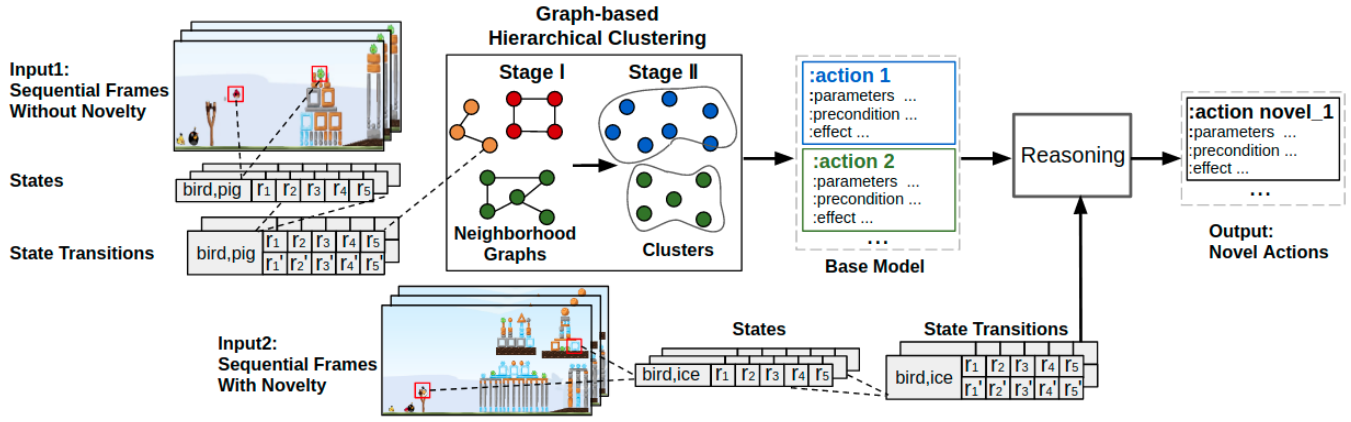 Graph-based
Hierarchical Clustering
Input1:
Sequential Frames
Without Novelty
States
bird,pig r1 r2 r3 r4 r5
State Transitions
bird,pig
r1 r2 r3 r4 r5
r1' r2' r3' r4' r5'
Stage Ⅰ
Stage Ⅱ
Neighborhood
Graphs
Clusters
:action 1
:parameters ...
:precondition ...
:effect ...
:action 2
:parameters ...
:precondition ...
:effect ...
...
Base Model
Reasoning
:action novel_1
:parameters ...
:precondition ...
:effect ...
...
Output:
Novel Actions
Input2:
Sequential Frames
With Novelty
States
bird,ice r1 r2 r3 r4 r5
State Transitions
bird,ice
r1 r2 r3 r4 r5
r1' r2' r3' r4' r5'